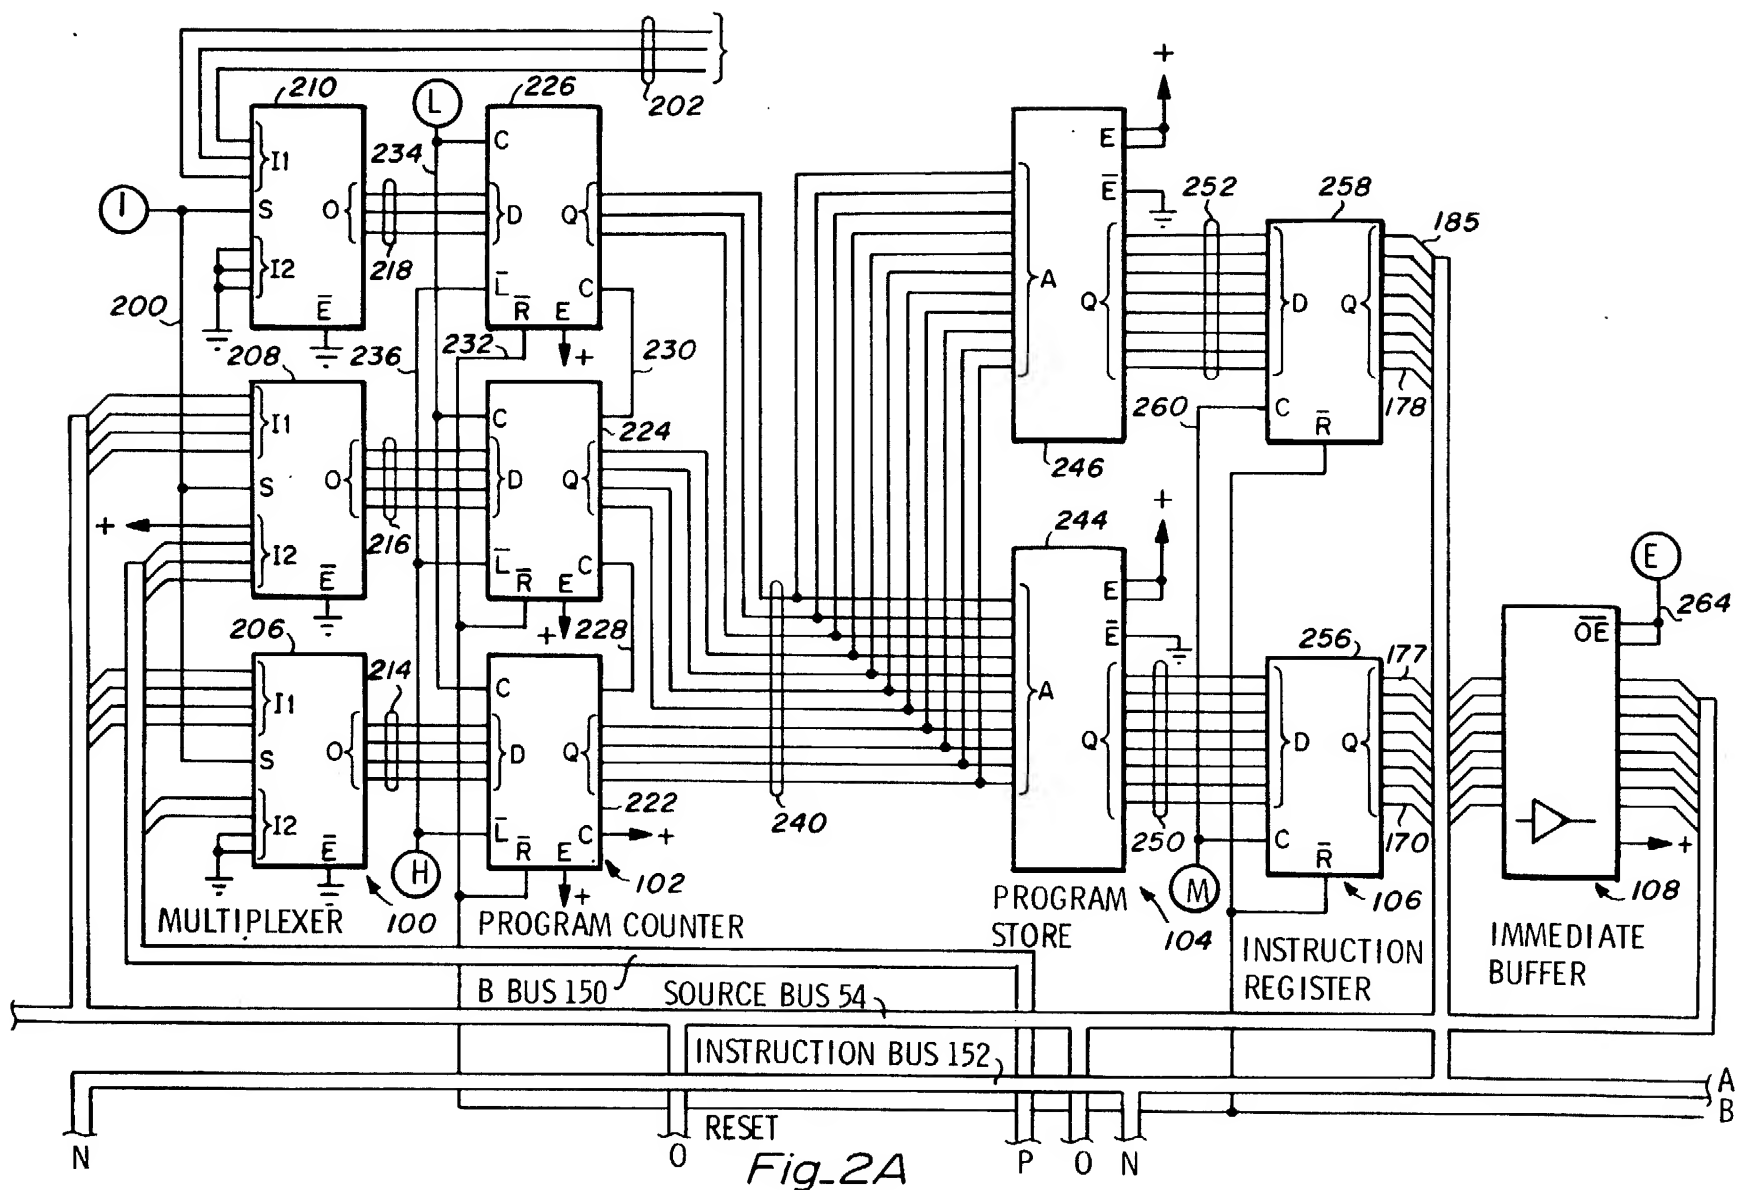 210
L
226
202
I1
C
234
E
+
I
S
O
D
Q
E
252
258
185
I2
218
L
C
A
Q
D
Q
200
E
R
E
208
236
232
+
230
260
C
178
I1
C
224
R
246
O
D
Q
+
S
+
216
244
I2
L
C
E
E
R
E
E
264
206
+
228
OE
214
E
256
177
I1
C
A
O
D
Q
Q
D
Q
S
I2
222
240
L
C
+
250
C
170
+
E
R
E
R
H
102
M
106
108
+
MULTIPLEXER
100
PROGRAM COUNTER
PROGRAM
STORE
104
INSTRUCTION
REGISTER
IMMEDIATE
BUFFER
B BUS 150
SOURCE BUS 54
INSTRUCTION BUS 152
A
B
RESET
N
O
P
O
N
Fig_2A